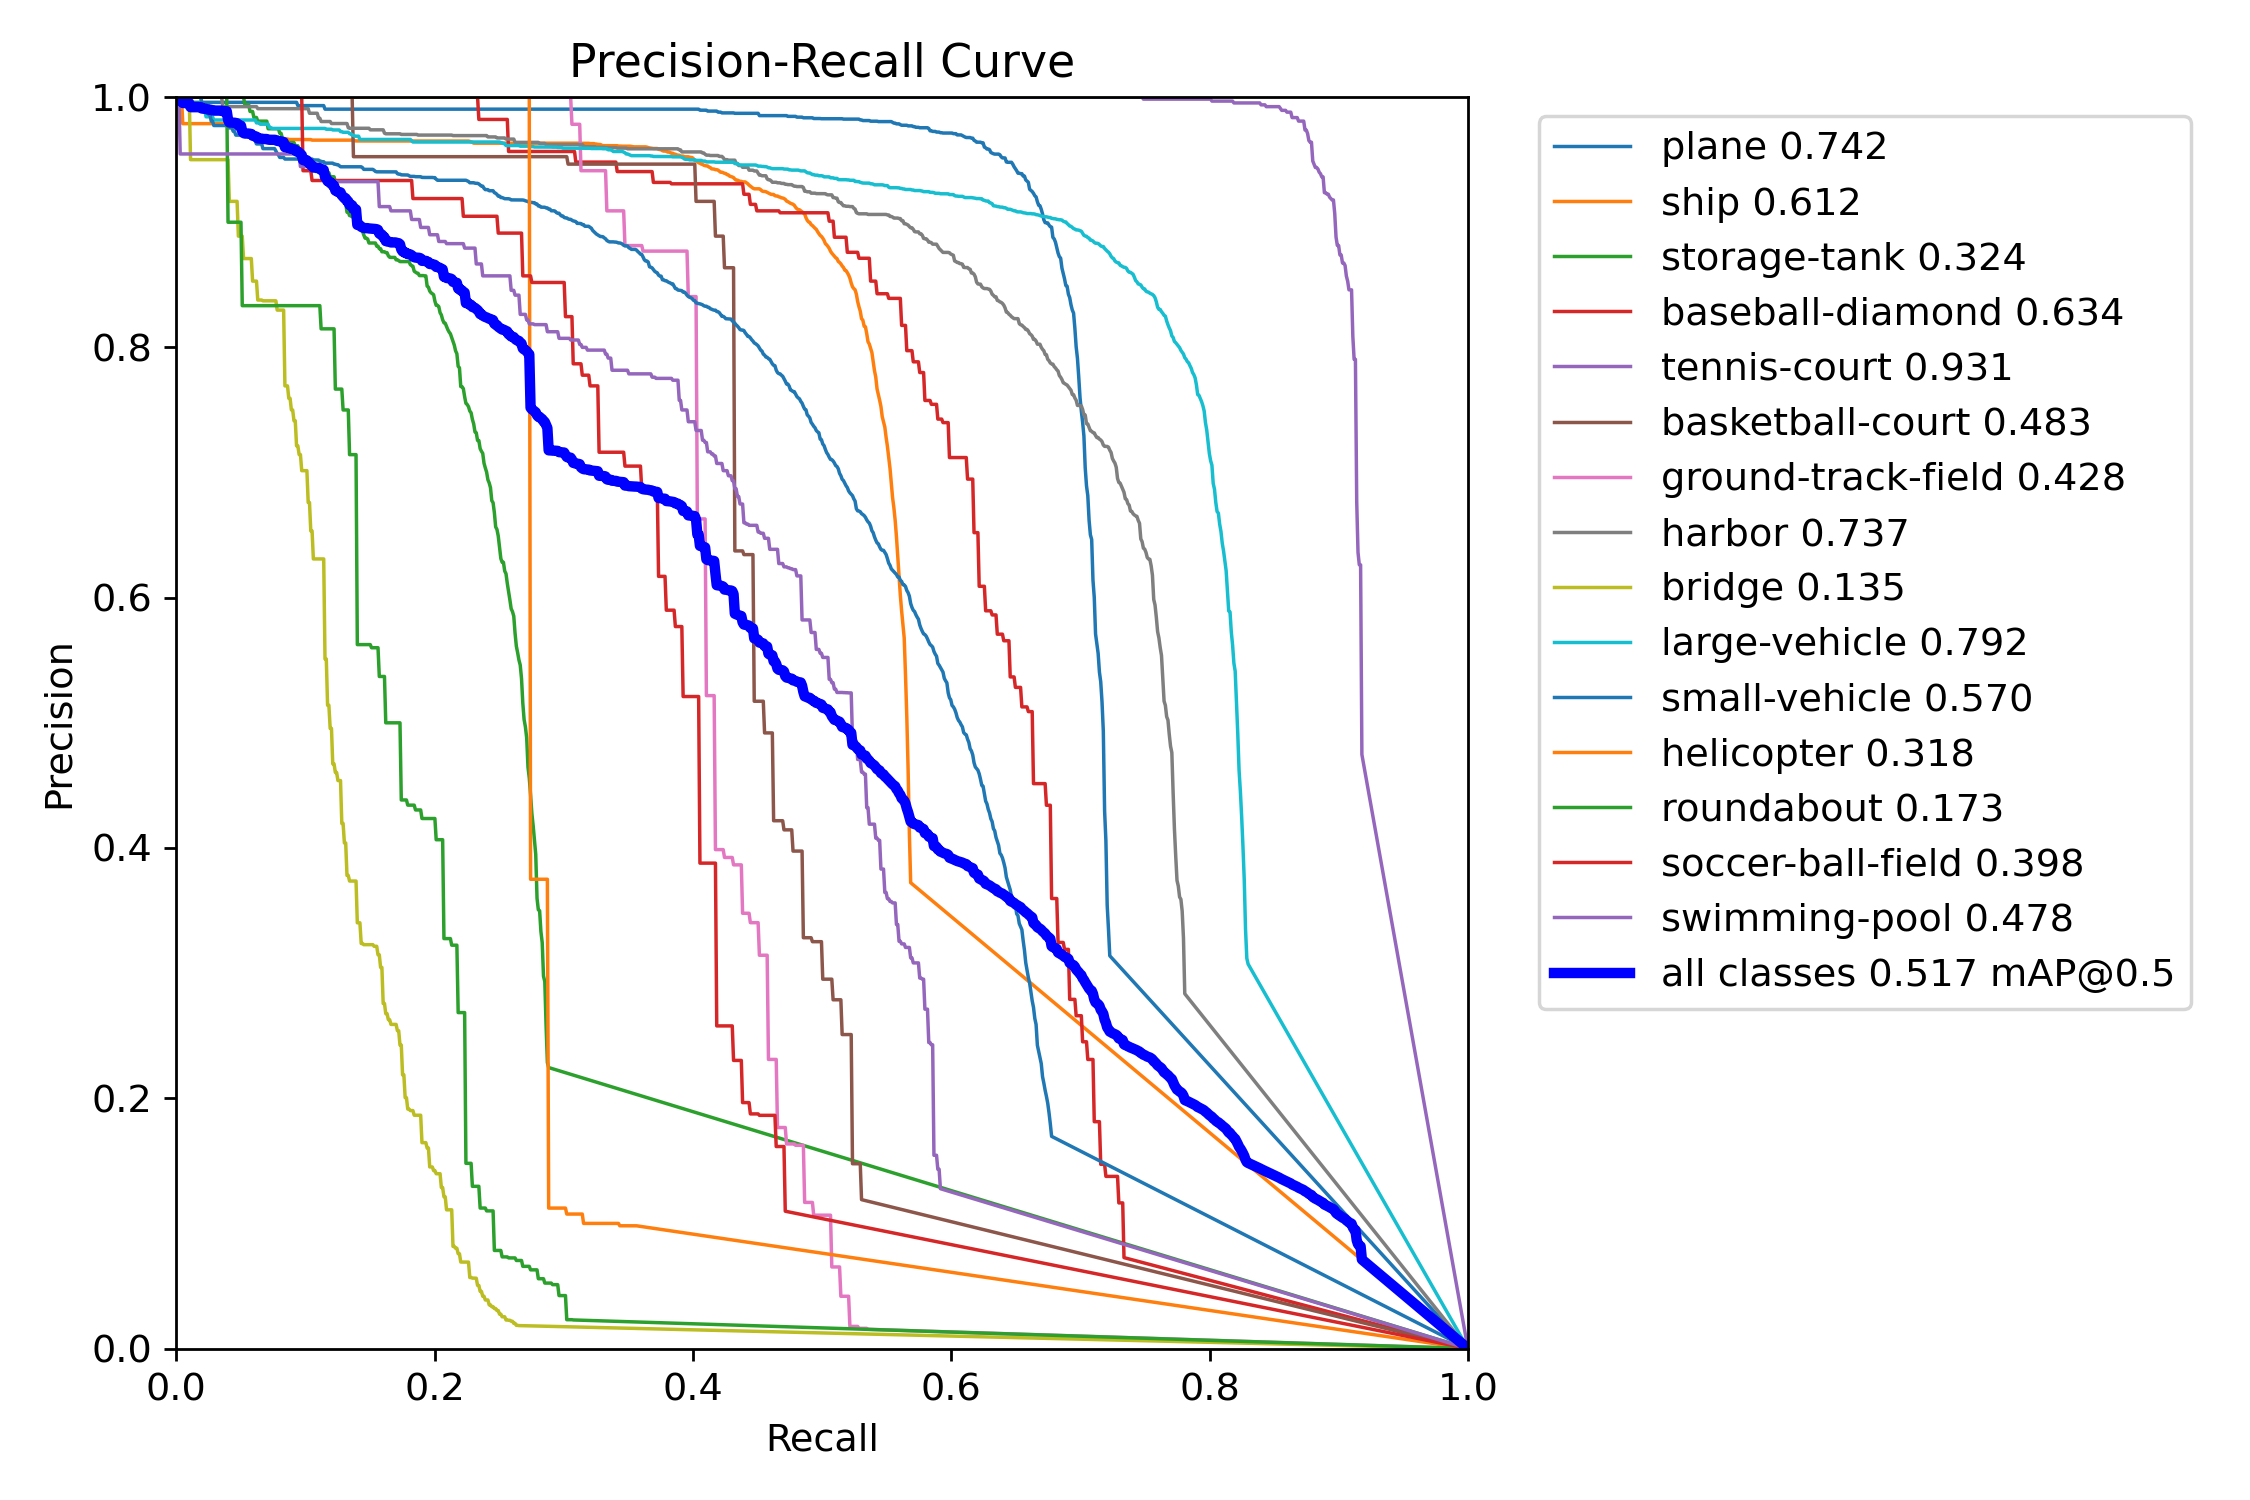 Precision-Recall Curve
1.0
0.8
0.6
0.4
0.2
0.0
Precision
0.0 0.2 0.4 0.6 0.8 1.0
Recall
plane 0.742
ship 0.612
storage-tank 0.324
baseball-diamond 0.634
tennis-court 0.931
basketball-court 0.483
ground-track-field 0.428
harbor 0.737
bridge 0.135
large-vehicle 0.792
small-vehicle 0.570
helicopter 0.318
roundabout 0.173
soccer-ball-field 0.398
swimming-pool 0.478
all classes 0.517 mAP@0.5